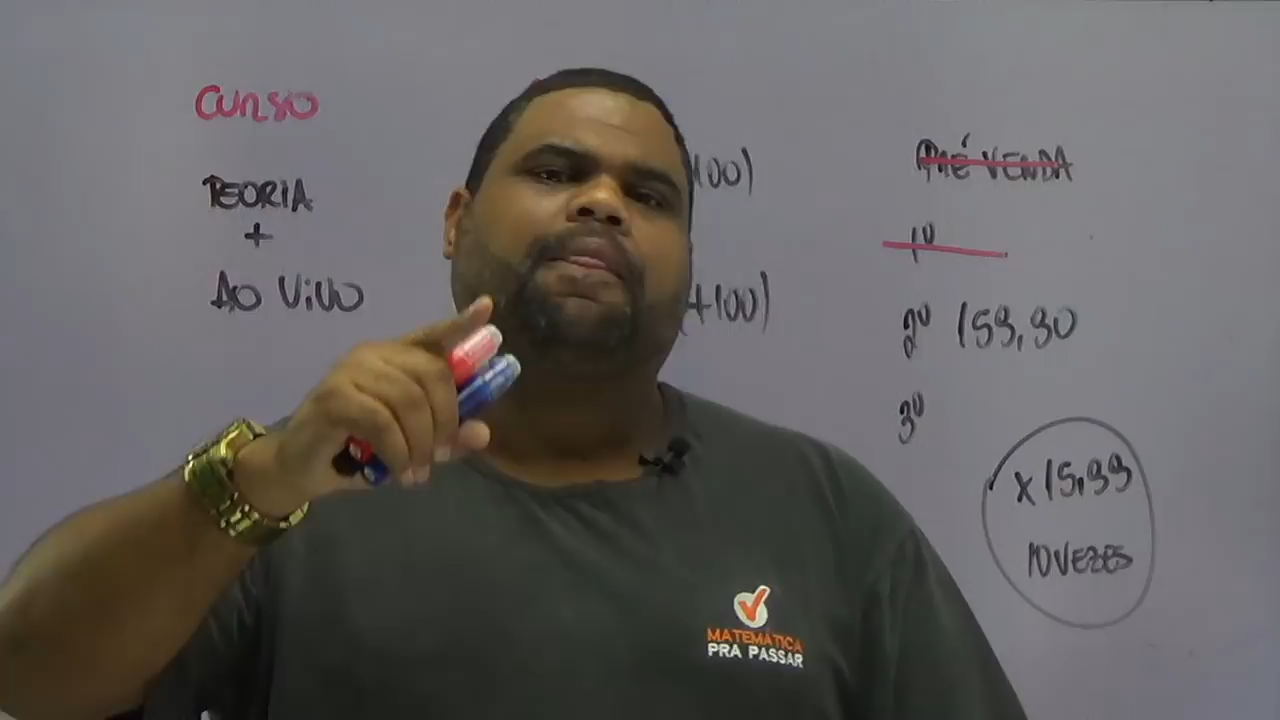 CURSO
TEORIA
+
AO VIVO
100)
(+100)
PRÉ VENDA
1º
2º 159,90
3º
X 15,99
10 VEZES
MATEMÁTICA
PRA PASSAR